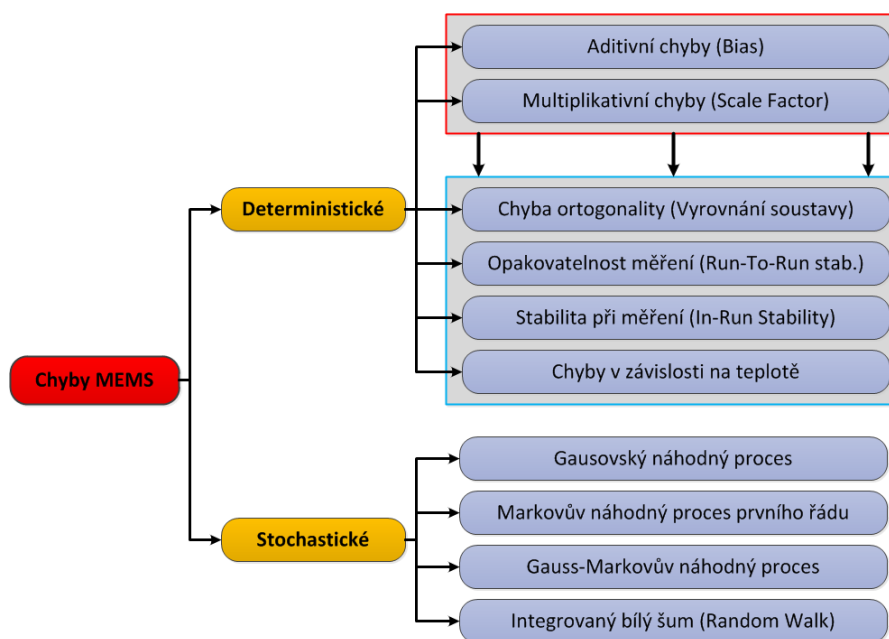 Aditivní chyby (Bias)
Multiplikativní chyby (Scale Factor)
Deterministické
Chyba ortogonality (Vyrovnání soustavy)
Opakovatelnost měření (Run-To-Run stab.)
Stabilita při měření (In-Run Stability)
Chyby v závislosti na teplotě
Chyby MEMS
Gausovský náhodný proces
Markovův náhodný proces prvního řádu
Stochastické
Gauss-Markovův náhodný proces
Integrovaný bílý šum (Random Walk)